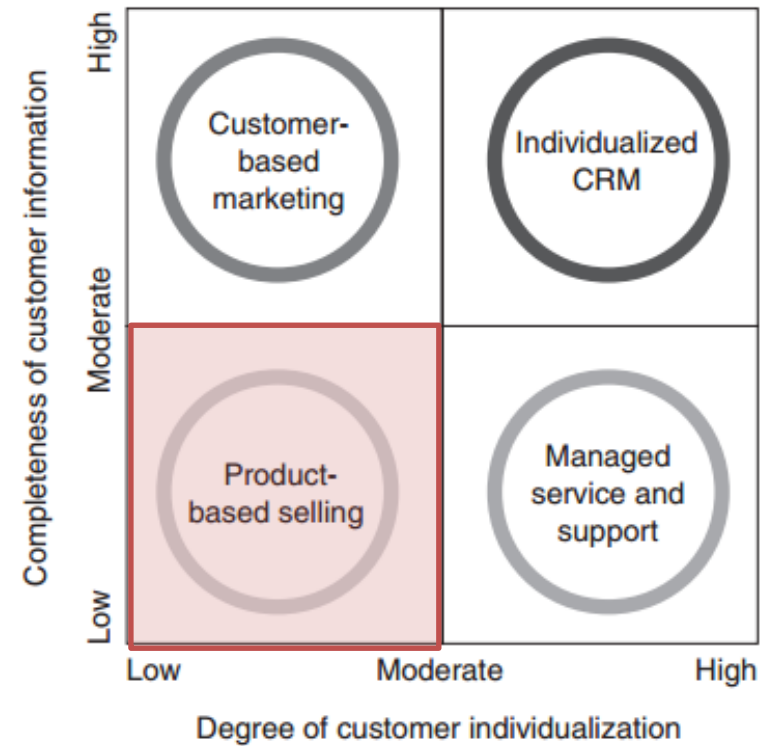 High
Moderate
Low
Completeness of customer information
Customer-
based
marketing
Individualized
CRM
Product-
based selling
Managed
service and
support
Low
Moderate
High
Degree of customer individualization